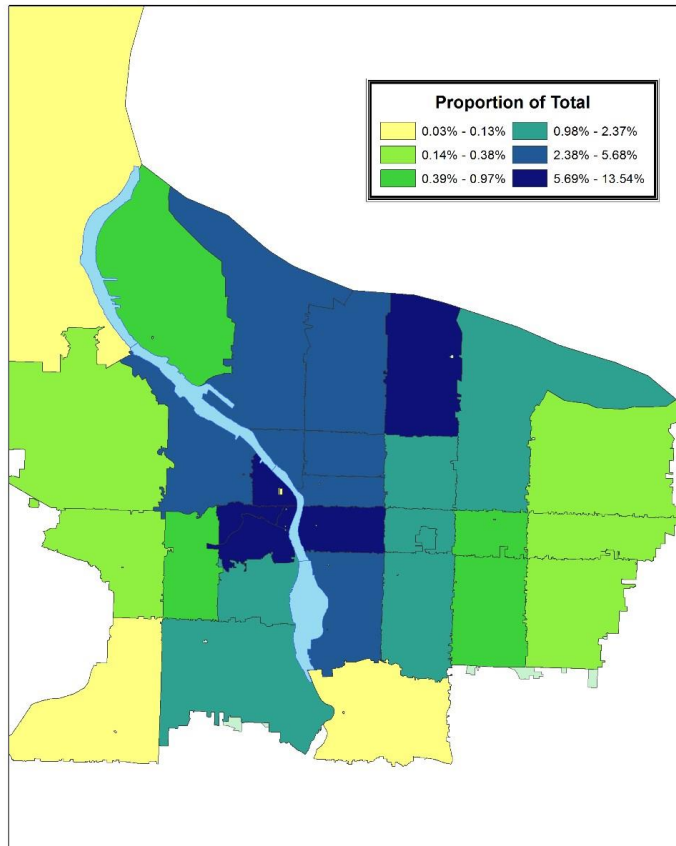 Proportion of Total
0.03% - 0.13%
0.98% - 2.37%
0.14% - 0.38%
2.38% - 5.68%
0.39% - 0.97%
5.69% - 13.54%